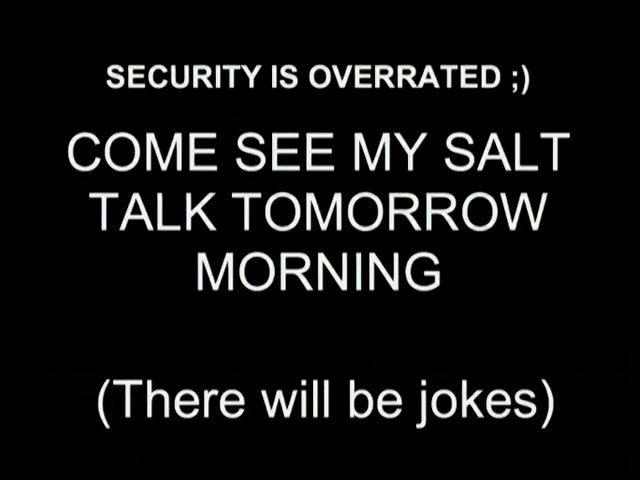 SECURITY IS OVERRATED ;)
COME SEE MY SALT
TALK TOMORROW
MORNING
(There will be jokes)